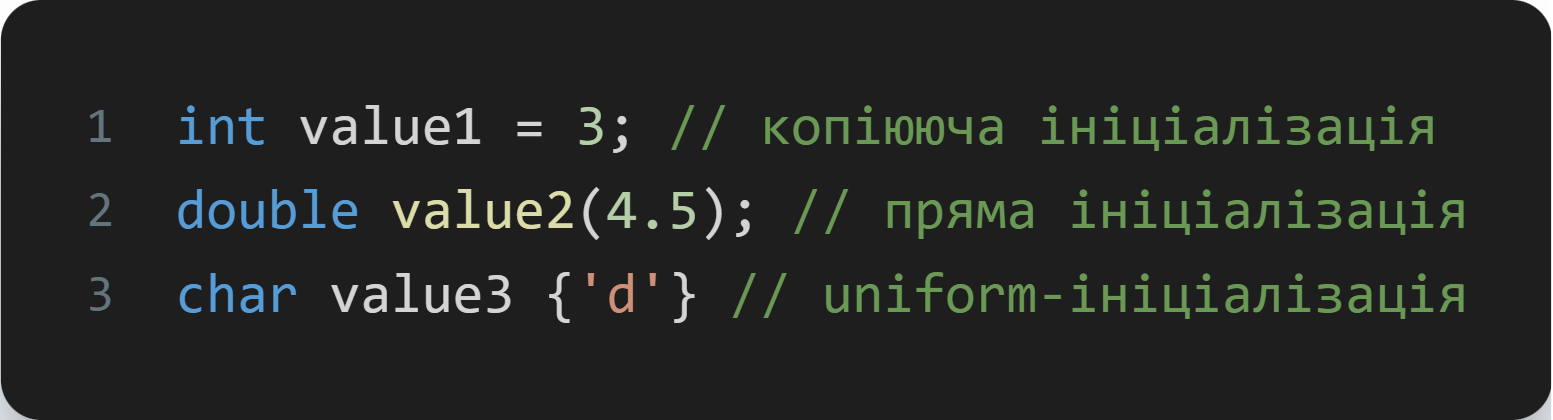 1 int value1 = 3; // копіююча ініціалізація
2 double value2(4.5); // пряма ініціалізація
3 char value3 {'d'} // uniform-ініціалізація